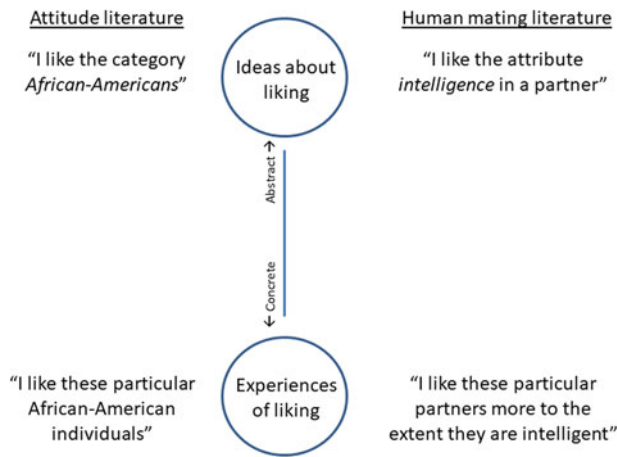 Attitude literature
Human mating literature
“I like the category
African-Americans”
Ideas about
liking
“I like the attribute
intelligence in a partner”
Abstract →
← Concrete
“I like these particular
African-American
individuals”
Experiences
of liking
“I like these particular
partners more to the
extent they are intelligent”